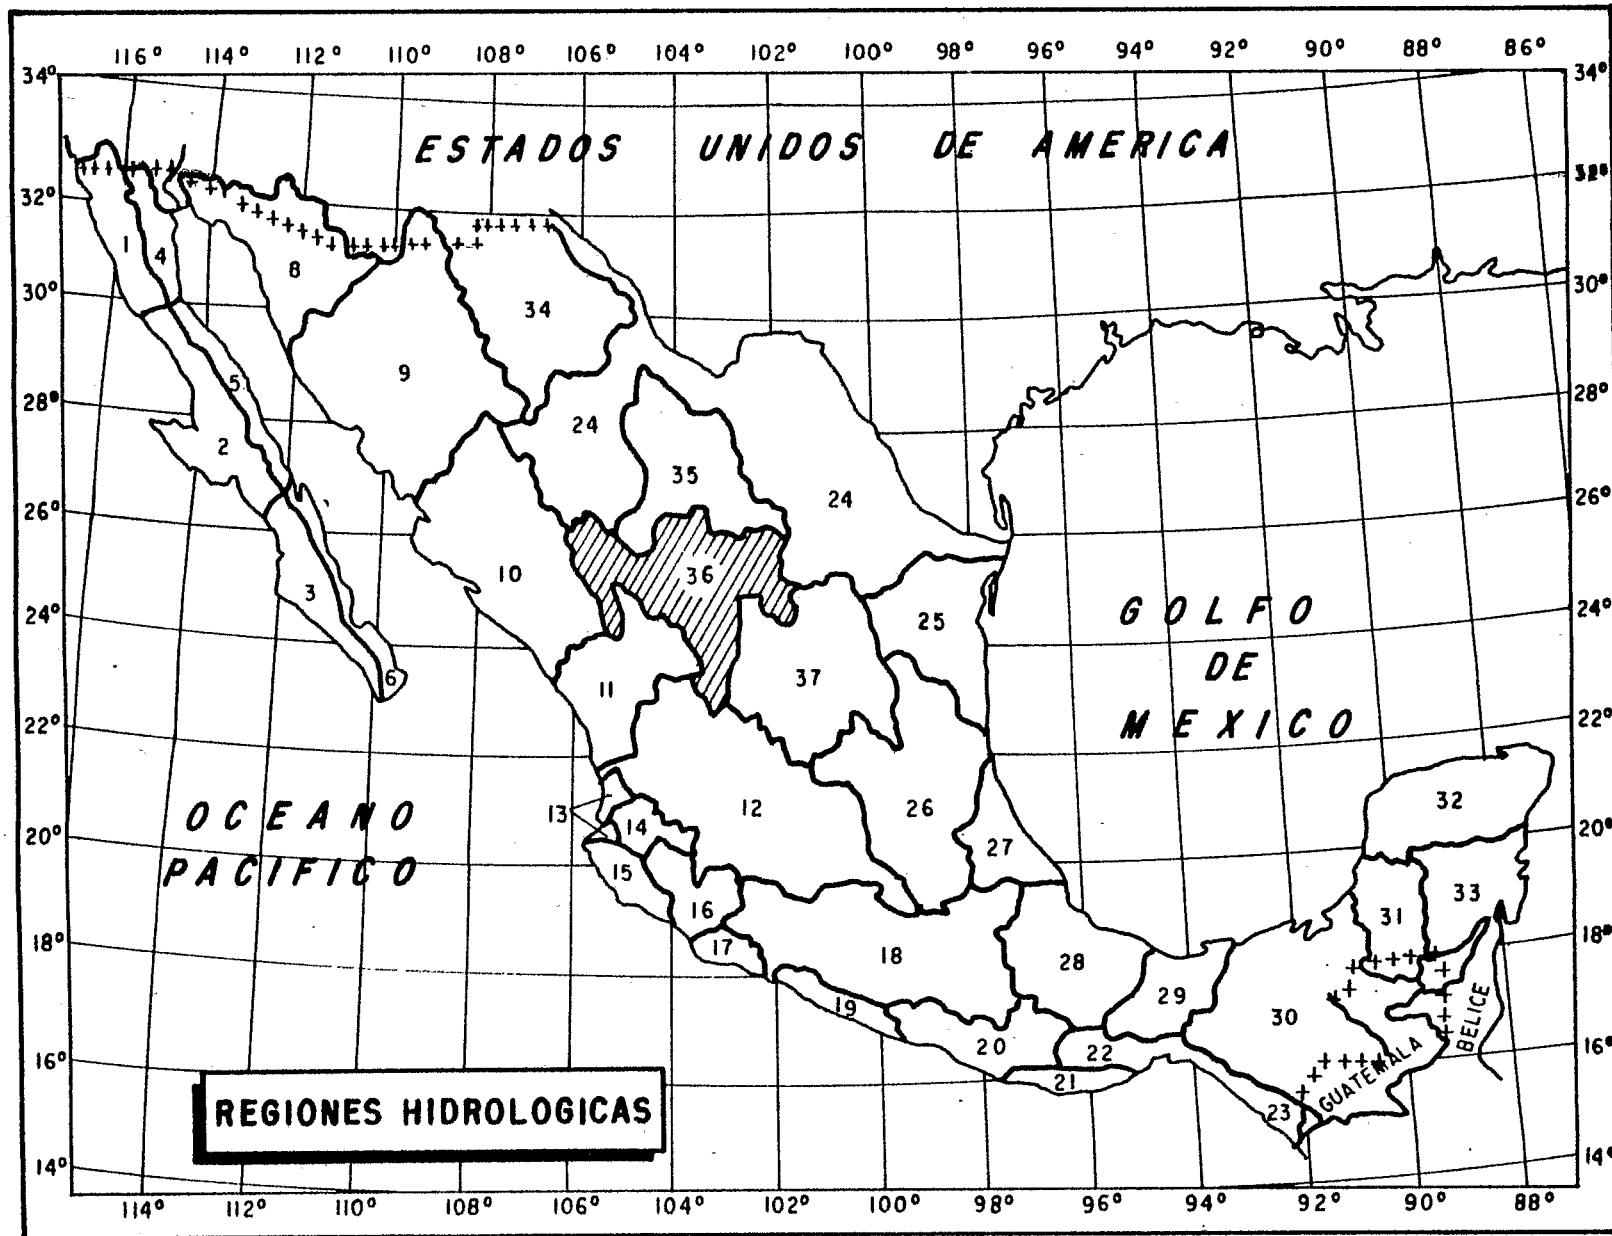 116° 114° 112° 110° 108° 106° 104° 102° 100° 98° 96° 94° 92° 90° 88° 86°
34° 34°
ESTADOS UNIDOS DE AMERICA
32° 32°
1 4 8
30° 34 30°
5 9
28° 24 28°
2 35 24
26° 26°
10 36
3
24° 25 GOLFO 24°
DE
6 11 37
22° MEXICO 22°
OCEANO 13 14 12 26 32
20° 27 20°
PACIFICO 15 33
16 31
18° 17 18 28 18°
19 29 30 BELICE
16° 20 22 GUATEMALA 16°
21
REGIONES HIDROLOGICAS 23
14° 14°
114° 112° 110° 108° 106° 104° 102° 100° 98° 96° 94° 92° 90° 88°